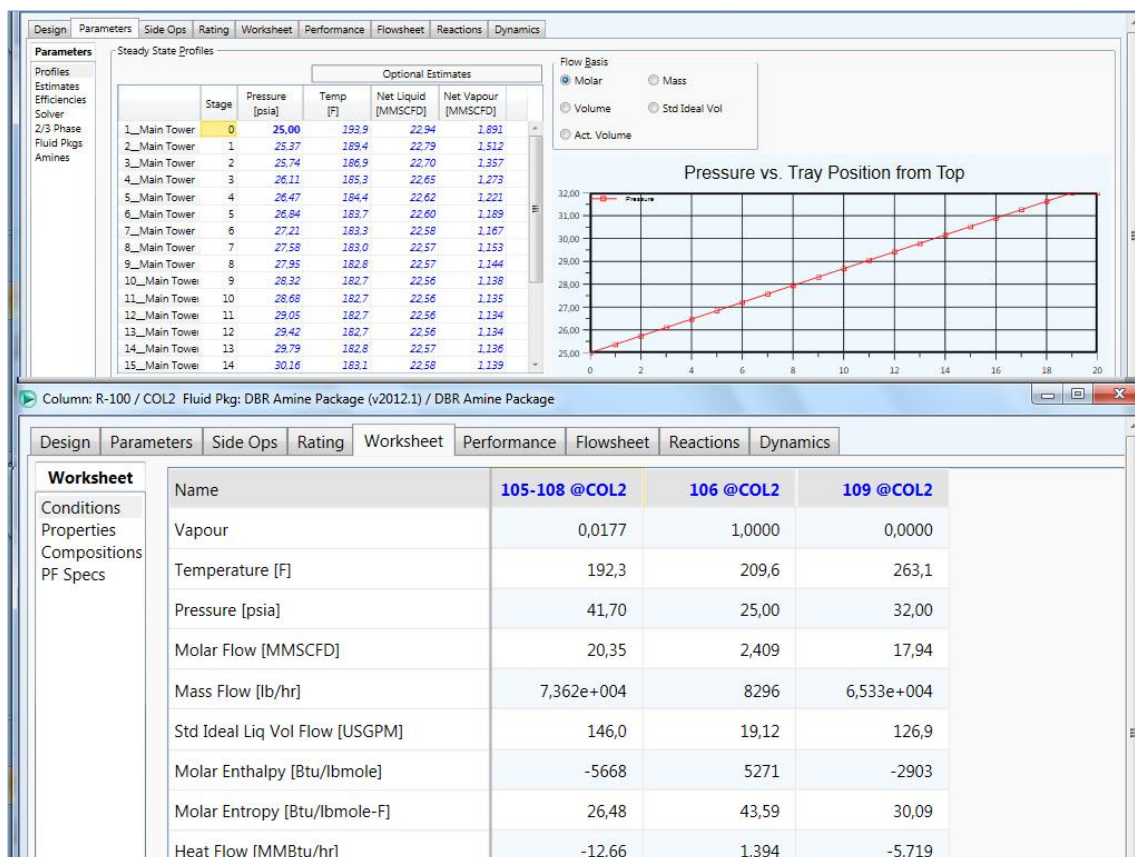 Design Parameters Side Ops Rating Worksheet Performance Flowsheet Reactions Dynamics
Parameters
Profiles
Estimates
Efficiencies
Solver
2/3 Phase
Fluid Pkgs
Amines
Steady State Profiles
Optional Estimates
Stage Pressure [psia] Temp [F] Net Liquid [MMSCFD] Net Vapour [MMSCFD]
1__Main Tower 0 25,00 193,9 22,94 1,891
2__Main Tower 1 25,37 189,4 22,79 1,512
3__Main Tower 2 25,74 186,9 22,70 1,357
4__Main Tower 3 26,11 185,3 22,65 1,273
5__Main Tower 4 26,47 184,4 22,62 1,221
6__Main Tower 5 26,84 183,7 22,60 1,189
7__Main Tower 6 27,21 183,3 22,58 1,167
8__Main Tower 7 27,58 183,0 22,57 1,153
9__Main Tower 8 27,95 182,8 22,57 1,144
10__Main Towe 9 28,32 182,7 22,56 1,138
11__Main Towe 10 28,68 182,7 22,56 1,135
12__Main Towe 11 29,05 182,7 22,56 1,134
13__Main Towe 12 29,42 182,7 22,56 1,134
14__Main Towe 13 29,79 182,8 22,57 1,136
15__Main Towe 14 30,16 183,1 22,58 1,139
Flow Basis
Molar Mass
Volume Std Ideal Vol
Act. Volume
Pressure vs. Tray Position from Top
Pressure
32,00
31,00
30,00
29,00
28,00
27,00
26,00
25,00
0 2 4 6 8 10 12 14 16 18 20
Column: R-100 / COL2 Fluid Pkg: DBR Amine Package (v2012.1) / DBR Amine Package
Design Parameters Side Ops Rating Worksheet Performance Flowsheet Reactions Dynamics
Worksheet
Conditions
Properties
Compositions
PF Specs
Name 105-108 @COL2 106 @COL2 109 @COL2
Vapour 0,0177 1,0000 0,0000
Temperature [F] 192,3 209,6 263,1
Pressure [psia] 41,70 25,00 32,00
Molar Flow [MMSCFD] 20,35 2,409 17,94
Mass Flow [lb/hr] 7,362e+004 8296 6,533e+004
Std Ideal Liq Vol Flow [USGPM] 146,0 19,12 126,9
Molar Enthalpy [Btu/lbmole] -5668 5271 -2903
Molar Entropy [Btu/lbmole-F] 26,48 43,59 30,09
Heat Flow [MMBtu/hr] -12,66 1,394 -5,719